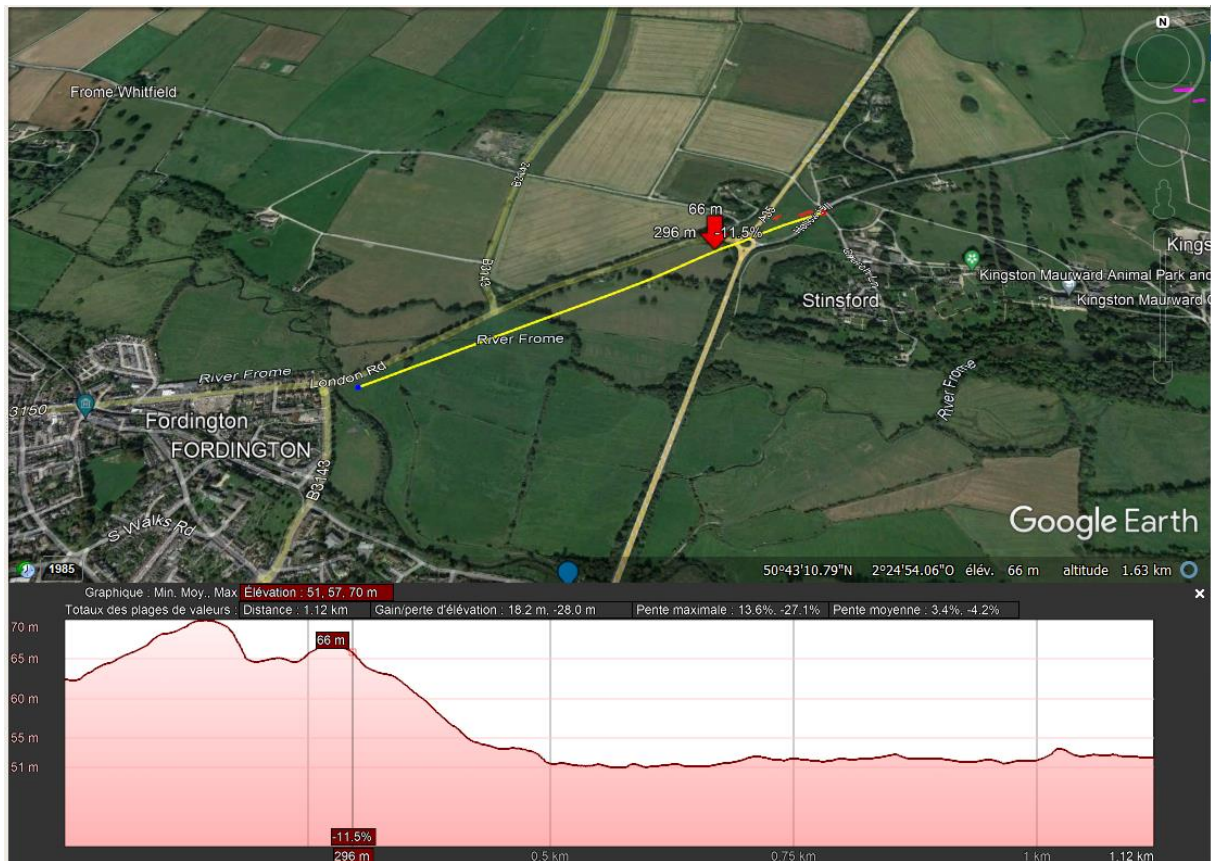 N
Frome Whitfield
B3143
66 m
296 m -11.5%
A35
Kingston Maurward Animal Park and
Kingston Maurward C
Kings
Stinsford
B3143
River Frome
River Frome
London Rd
River Frome
3150
Fordington
FORDINGTON
B3143
S Walks Rd
Google Earth
1985
50°43'10.79"N 2°24'54.06"O élév. 66 m altitude 1.63 km
Graphique : Min, Moy., Max Élévation : 51, 57, 70 m
Totaux des plages de valeurs : Distance : 1.12 km Gain/perte d'élévation : 18.2 m, -28.0 m Pente maximale : 13.6%, -27.1% Pente moyenne : 3.4%, -4.2%
70 m
66 m
65 m
60 m
55 m
51 m
-11.5%
296 m 0.5 km 0.75 km 1 km 1.12 km